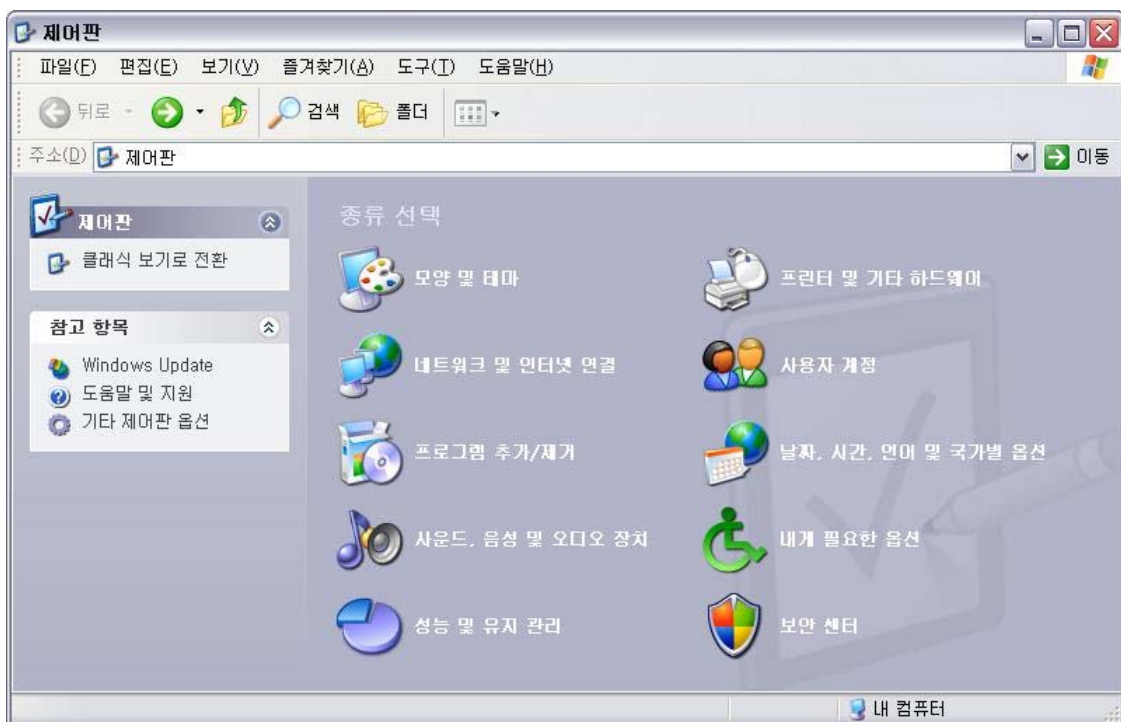 제어판
파일(F) 편집(E) 보기(V) 즐겨찾기(A) 도구(T) 도움말(H)
뒤로 검색 폴더
주소(D) 제어판 이동
제어판
클래식 보기로 전환
참고 항목
Windows Update
도움말 및 지원
기타 제어판 옵션
종류 선택
모양 및 테마
프린터 및 기타 하드웨어
네트워크 및 인터넷 연결
사용자 계정
프로그램 추가/제거
날짜, 시간, 언어 및 국가별 옵션
사운드, 음성 및 오디오 장치
내게 필요한 옵션
성능 및 유지 관리
보안 센터
내 컴퓨터